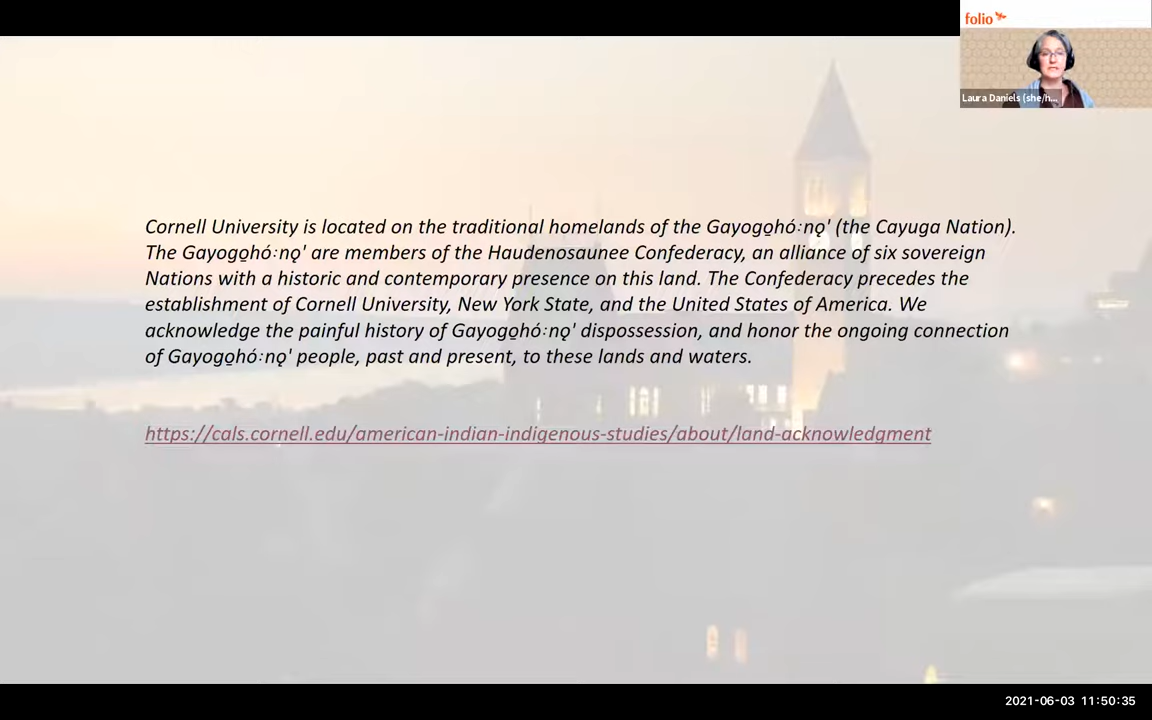 folio
Laura Daniels (she/h...
Cornell University is located on the traditional homelands of the Gayogo̱hó:nǫ' (the Cayuga Nation).
The Gayogo̱hó:nǫ' are members of the Haudenosaunee Confederacy, an alliance of six sovereign
Nations with a historic and contemporary presence on this land. The Confederacy precedes the
establishment of Cornell University, New York State, and the United States of America. We
acknowledge the painful history of Gayogo̱hó:nǫ' dispossession, and honor the ongoing connection
of Gayogo̱hó:nǫ' people, past and present, to these lands and waters.
https://cals.cornell.edu/american-indian-indigenous-studies/about/land-acknowledgment
2021-06-03 11:50:35